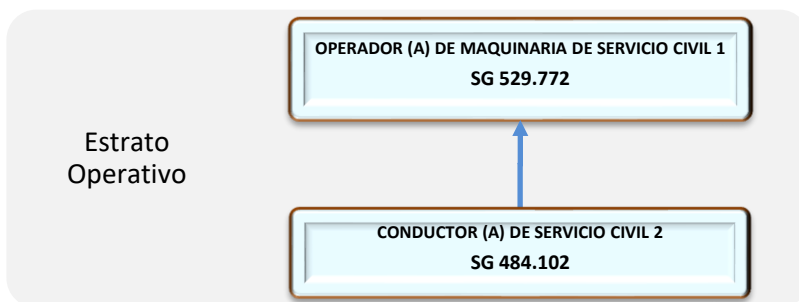 OPERADOR (A) DE MAQUINARIA DE SERVICIO CIVIL 1
SG 529.772
Estrato
Operativo
CONDUCTOR (A) DE SERVICIO CIVIL 2
SG 484.102